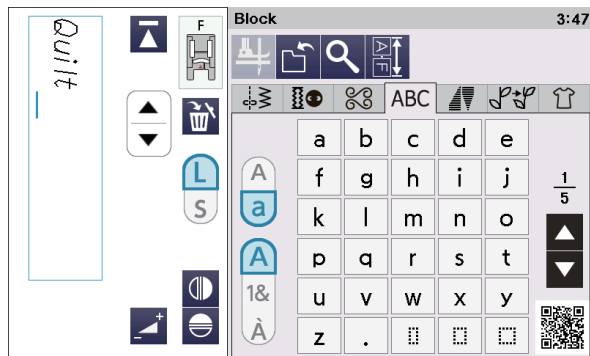 Quilt
F
L
S
Block 3:47
A-F
ABC
A
a
A
1&
À
a b c d e
f g h i j
k l m n o
p q r s t
u v w x y
z .
1
5